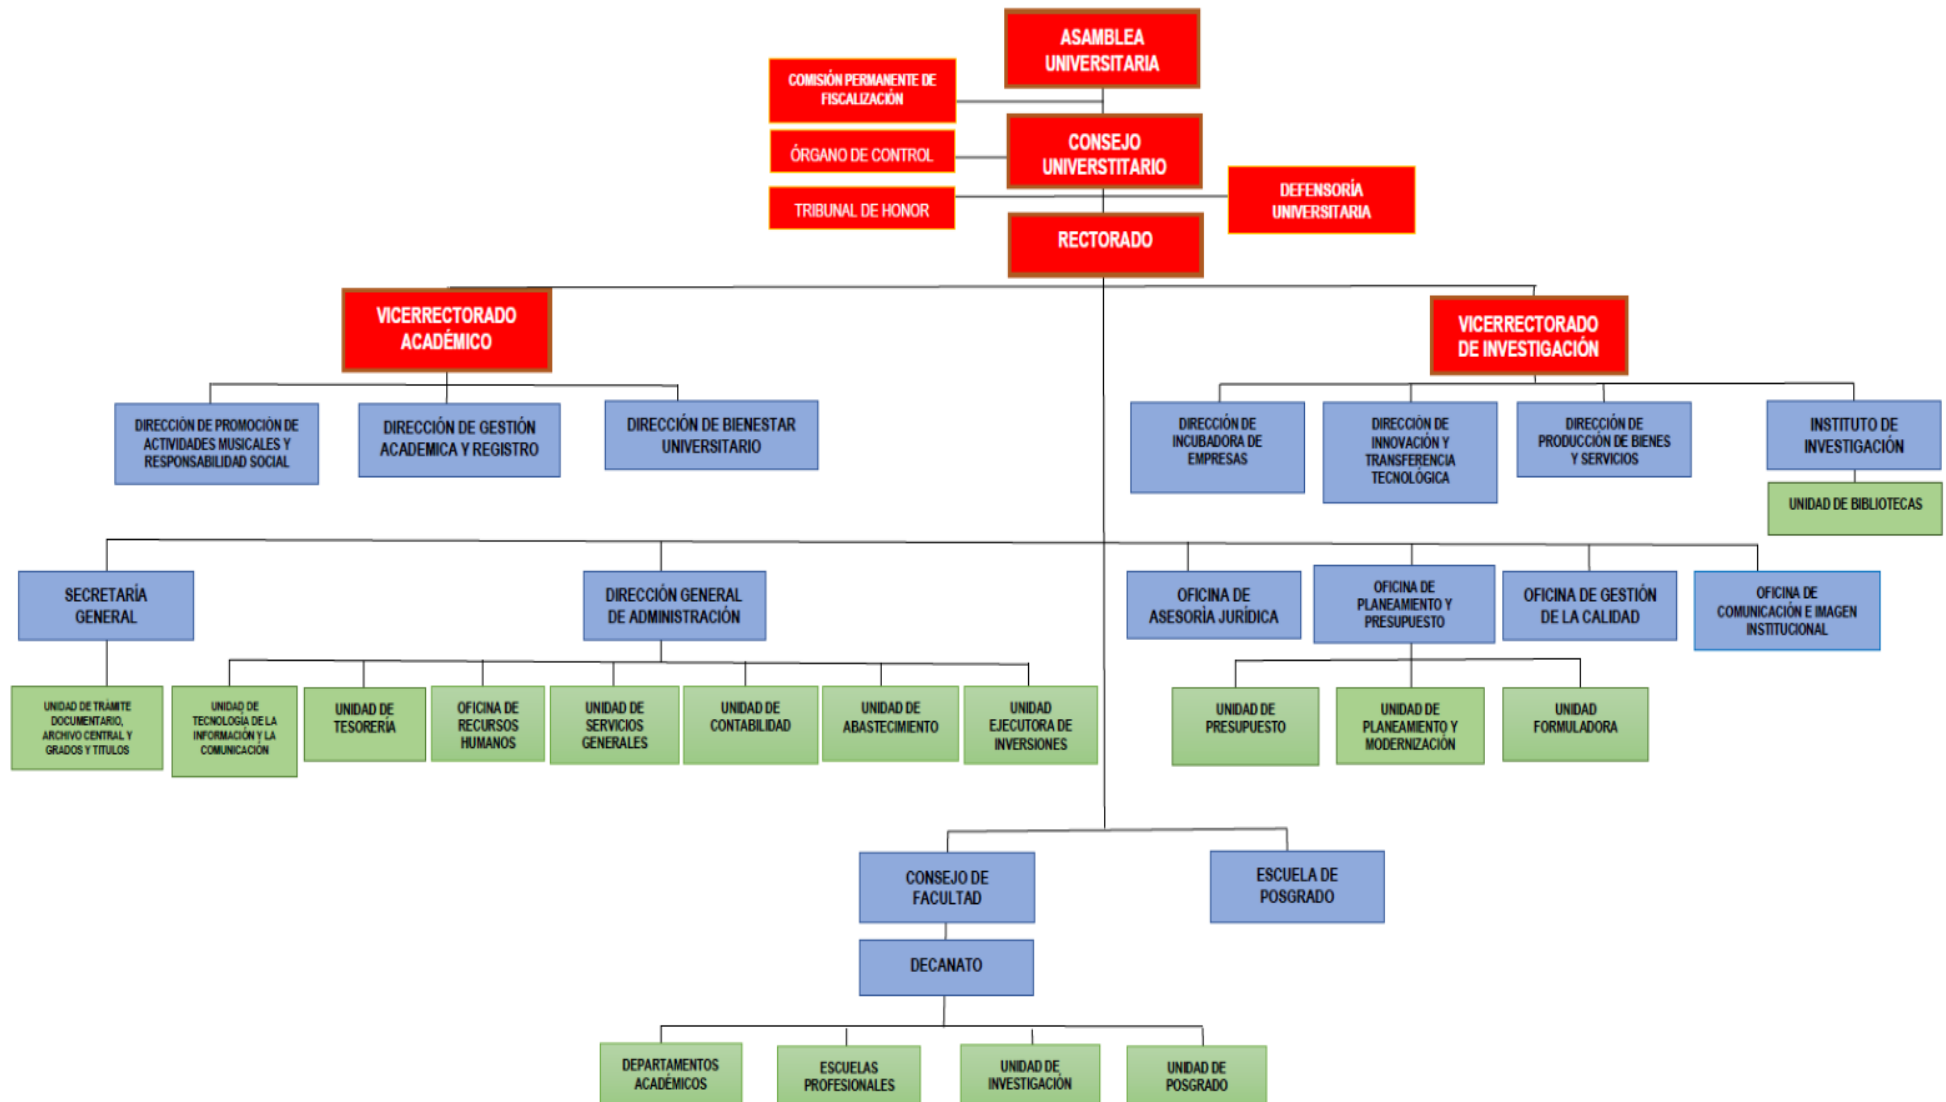 ASAMBLEA
UNIVERSITARIA
COMISIÓN PERMANENTE DE
FISCALIZACIÓN
CONSEJO
UNIVERSTITARIO
ÓRGANO DE CONTROL
TRIBUNAL DE HONOR
DEFENSORÍA
UNIVERSITARIA
RECTORADO
VICERRECTORADO
ACADÉMICO
VICERRECTORADO
DE INVESTIGACIÓN
DIRECCIÓN DE PROMOCIÓN DE
ACTIVIDADES MUSICALES Y
RESPONSABILIDAD SOCIAL
DIRECCIÓN DE GESTIÓN
ACADEMICA Y REGISTRO
DIRECCIÓN DE BIENESTAR
UNIVERSITARIO
DIRECCIÓN DE
INCUBADORA DE
EMPRESAS
DIRECCIÓN DE
INNOVACIÓN Y
TRANSFERENCIA
TECNOLÓGICA
DIRECCIÓN DE
PRODUCCIÓN DE BIENES
Y SERVICIOS
INSTITUTO DE
INVESTIGACIÓN
UNIDAD DE BIBLIOTECAS
SECRETARÍA
GENERAL
DIRECCIÓN GENERAL
DE ADMINISTRACIÓN
OFICINA DE
ASESORÌA JURÍDICA
OFICINA DE
PLANEAMIENTO Y
PRESUPUESTO
OFICINA DE GESTIÓN
DE LA CALIDAD
OFICINA DE
COMUNICACIÓN E IMAGEN
INSTITUCIONAL
UNIDAD DE TRÁMITE
DOCUMENTARIO,
ARCHIVO CENTRAL Y
GRADOS Y TITULOS
UNIDAD DE
TECNOLOGÍA DE LA
INFORMACIÓN Y LA
COMUNICACIÓN
UNIDAD DE
TESORERÍA
OFICINA DE
RECURSOS
HUMANOS
UNIDAD DE
SERVICIOS
GENERALES
UNIDAD DE
CONTABILIDAD
UNIDAD DE
ABASTECIMIENTO
UNIDAD
EJECUTORA DE
INVERSIONES
UNIDAD DE
PRESUPUESTO
UNIDAD DE
PLANEAMIENTO Y
MODERNIZACIÓN
UNIDAD
FORMULADORA
CONSEJO DE
FACULTAD
ESCUELA DE
POSGRADO
DECANATO
DEPARTAMENTOS
ACADÉMICOS
ESCUELAS
PROFESIONALES
UNIDAD DE
INVESTIGACIÓN
UNIDAD DE
POSGRADO